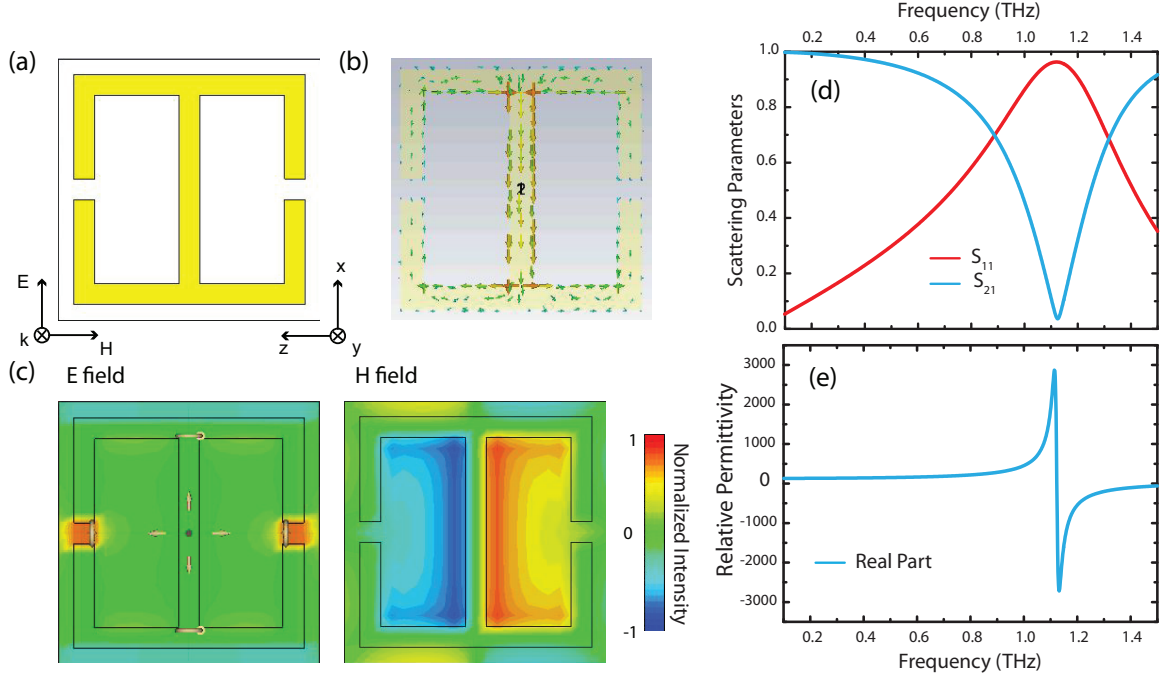 (a)
E
k
H
x
z
y
(b)
(c)
E field
H field
1
0
-1
Normalized Intensity
Frequency (THz)
0.2 0.4 0.6 0.8 1.0 1.2 1.4
1.0
0.8
0.6
0.4
0.2
0.0
Scattering Parameters
(d)
S11
S21
(e)
3000
2000
1000
0
-1000
-2000
-3000
Relative Permittivity
Real Part
0.2 0.4 0.6 0.8 1.0 1.2 1.4
Frequency (THz)